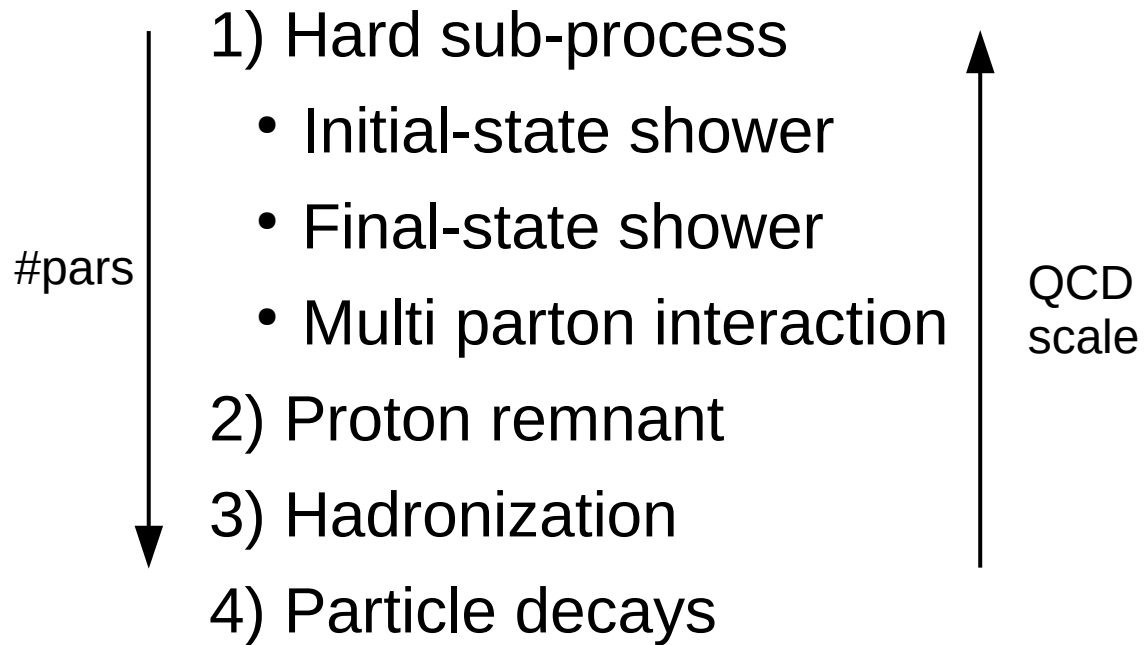 1) Hard sub-process
• Initial-state shower
• Final-state shower
#pars
• Multi parton interaction
QCD
scale
2) Proton remnant
3) Hadronization
4) Particle decays